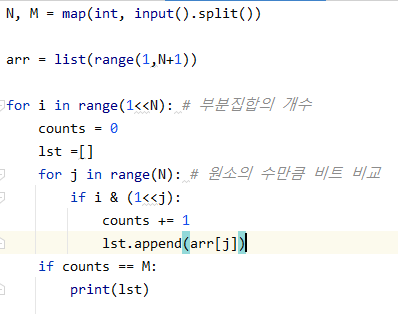 N, M = map(int, input().split())
arr = list(range(1,N+1))
for i in range(1<<N): # 부분집합의 개수
    counts = 0
    lst =[]
    for j in range(N): # 원소의 수만큼 비트 비교
        if i & (1<<j):
            counts += 1
            lst.append(arr[j])
    if counts == M:
        print(lst)